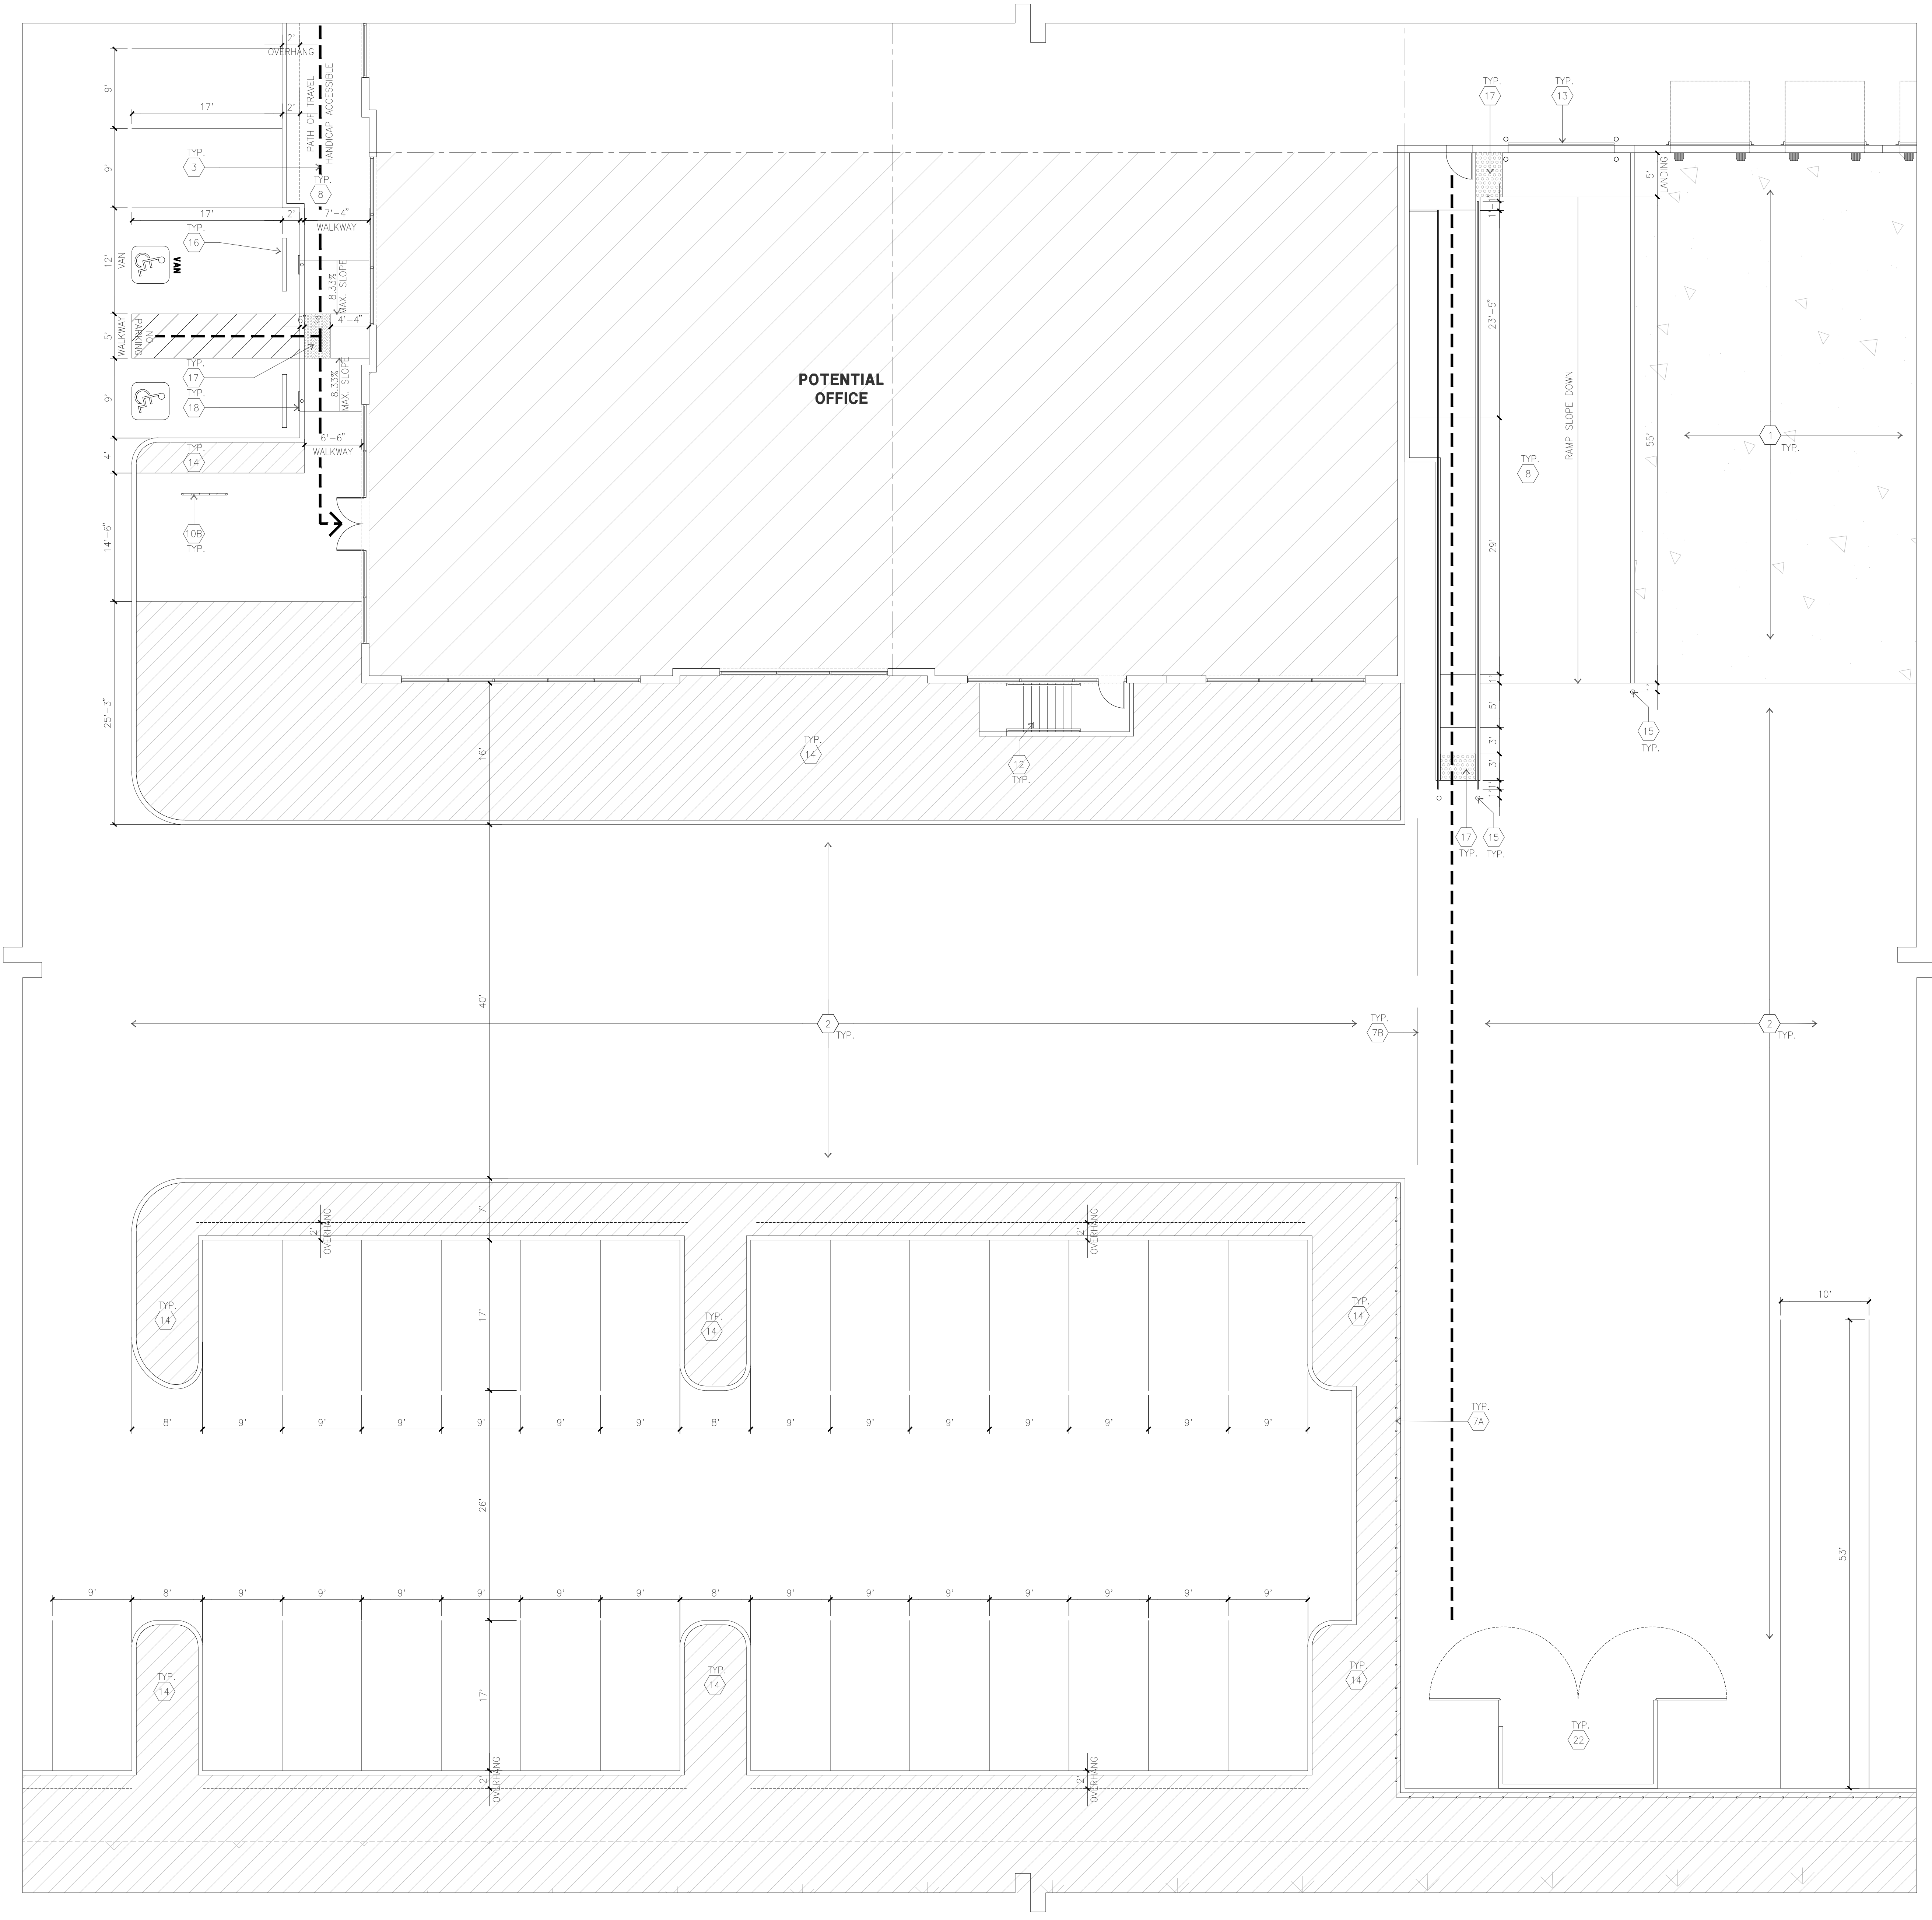 2'
OVERHANG
9'
17'
2'
PATH OF TRAVEL
HANDICAP ACCESSIBLE
9'
TYP.
3
TYP.
8
17'
2'
7'-4"
WALKWAY
TYP.
16
12'
VAN
VAN
8.33%
MAX. SLOPE
6"
3'
4'-4"
5'
WALKWAY
NO
PARKING
TYP.
17
8.33%
MAX. SLOPE
9'
TYP.
18
6'-6"
WALKWAY
4'
TYP.
14
10B
TYP.
14'-6"
25'-3"
POTENTIAL
OFFICE
TYP.
17
TYP.
13
5'
LANDING
1'-1"
23'-5"
RAMP SLOPE DOWN
55'
TYP.
8
1
TYP.
29'
1'
5'
3'
3'
1'
1'
1'
15
TYP.
17
TYP.
15
TYP.
16'
TYP.
14
12
TYP.
40'
2
TYP.
TYP.
7B
2
TYP.
7'
2'
OVERHANG
2'
OVERHANG
17'
TYP.
14
TYP.
14
TYP.
14
10'
8'
9'
9'
9'
9'
9'
9'
8'
9'
9'
9'
9'
9'
9'
9'
TYP.
7A
26'
53'
9'
8'
9'
9'
9'
9'
9'
9'
8'
9'
9'
9'
9'
9'
9'
9'
TYP.
14
17'
TYP.
14
TYP.
14
TYP.
22
2'
OVERHANG
2'
OVERHANG